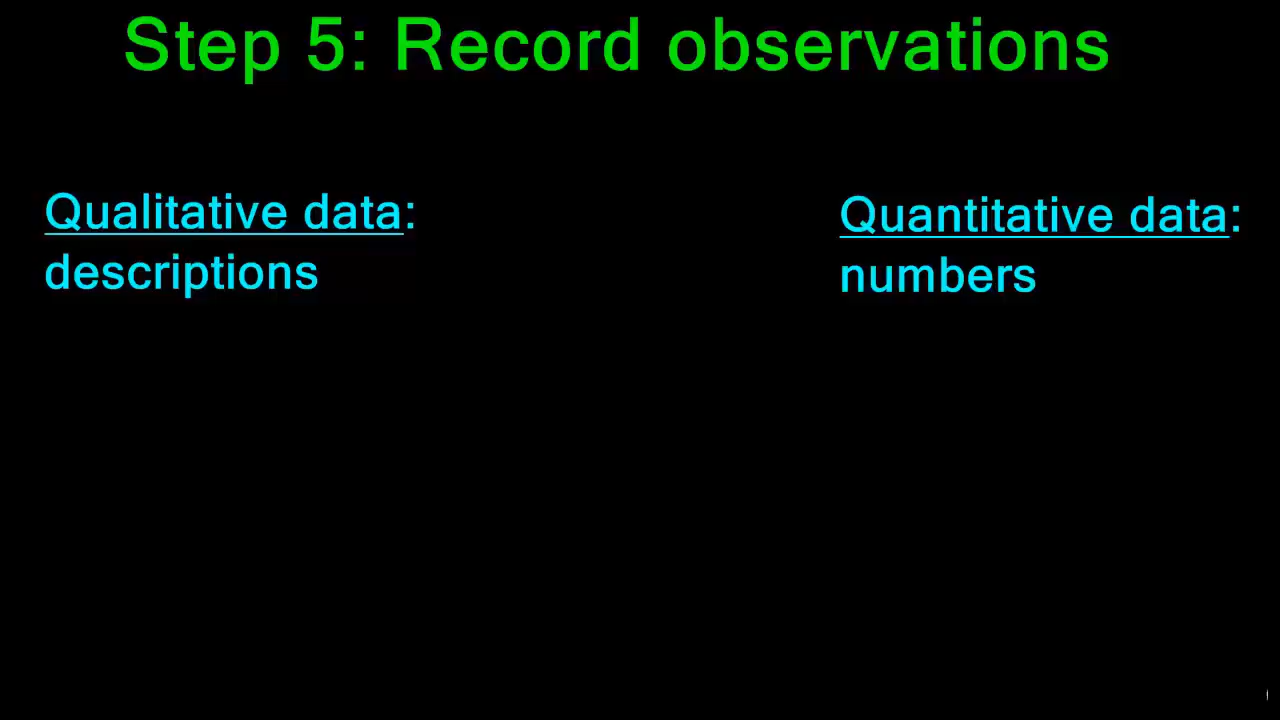 Step 5: Record observations
Qualitative data:
descriptions
Quantitative data:
numbers